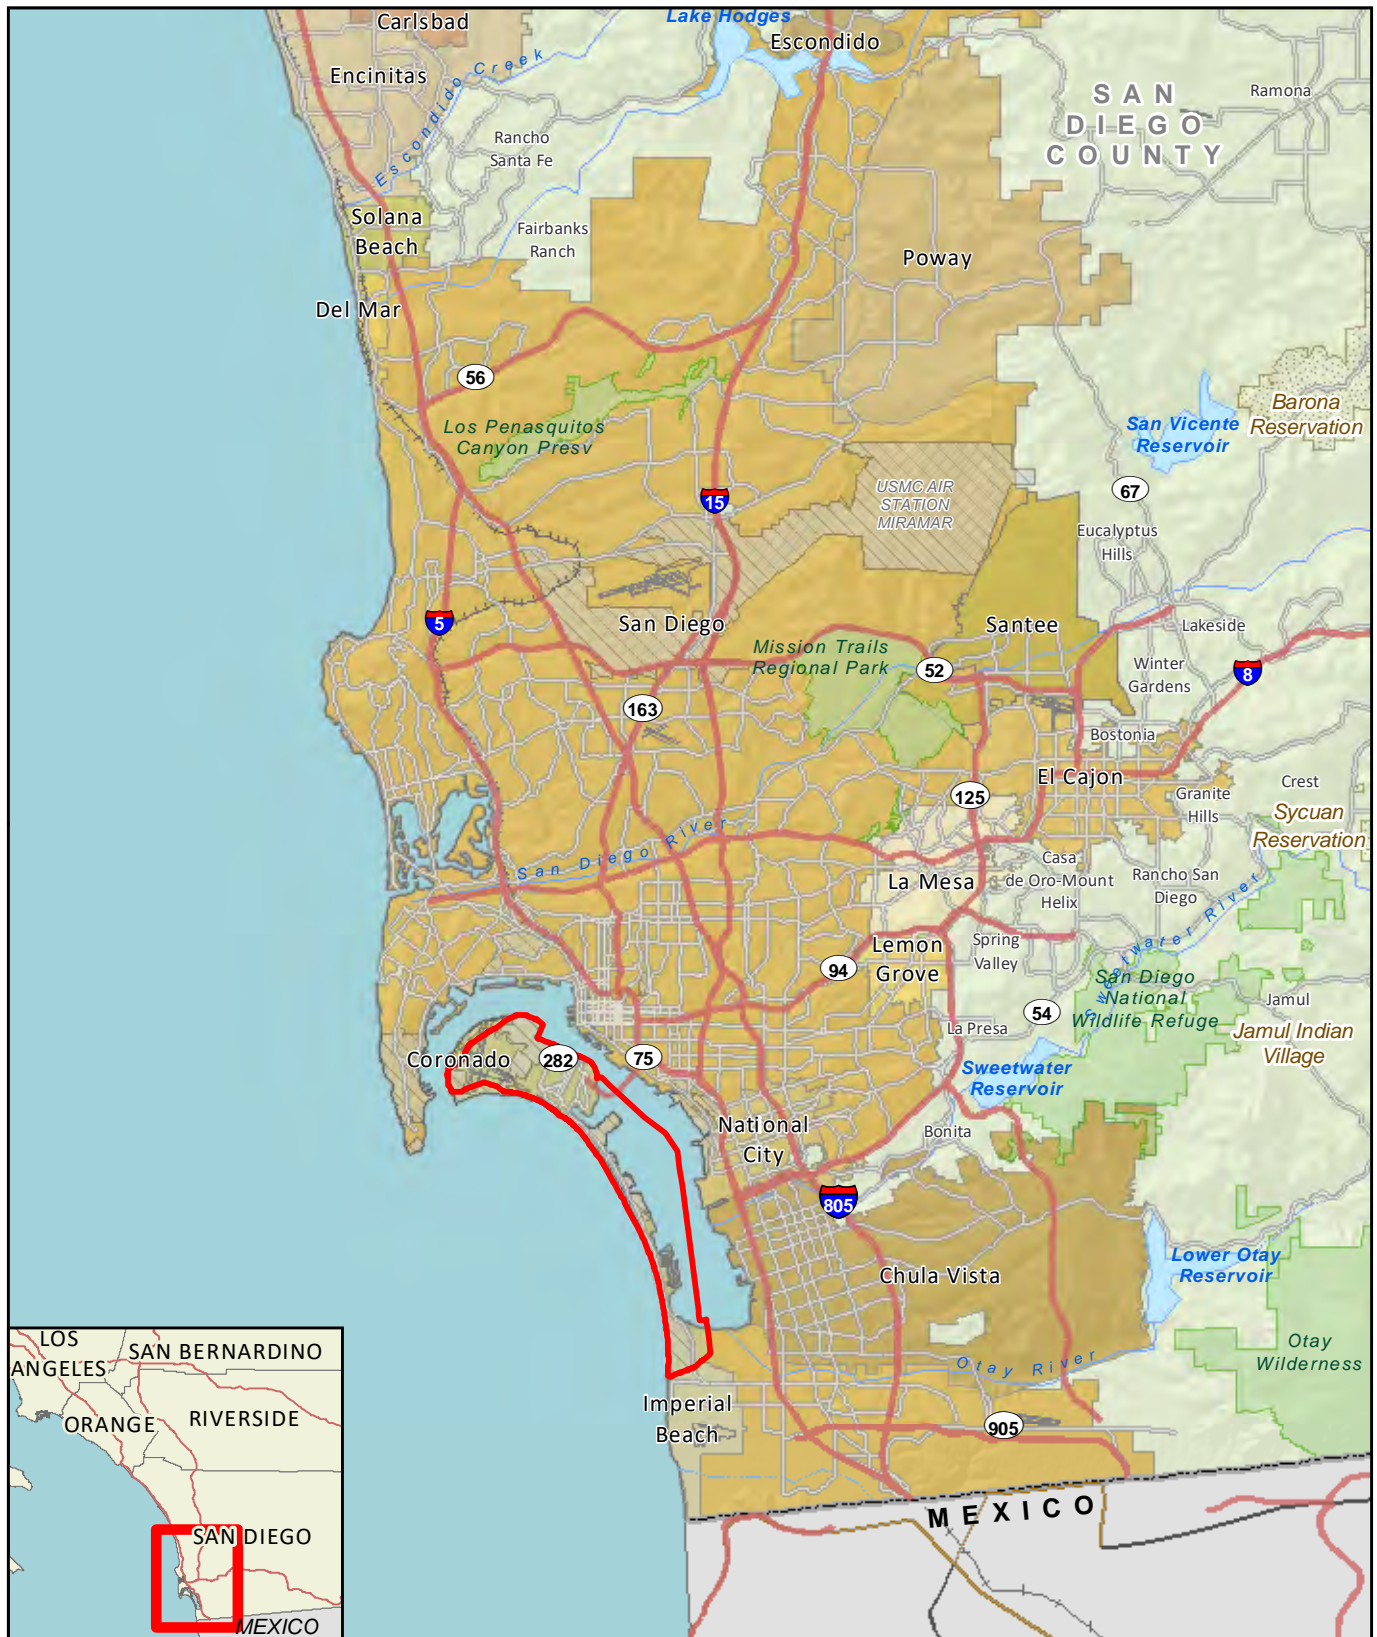 Carlsbad
Lake Hodges
Escondido
Encinitas
Escondido Creek
SAN
DIEGO
COUNTY
Ramona
Rancho
Santa Fe
Solana
Beach
Fairbanks
Ranch
Poway
Del Mar
56
Los Penasquitos
Canyon Presv
San Vicente
Reservoir
Barona
Reservation
15
USMC AIR
STATION
MIRAMAR
67
Eucalyptus
Hills
5
San Diego
Santee
Lakeside
Mission Trails
Regional Park
52
Winter
Gardens
8
163
Bostonia
El Cajon
125
Granite
Hills
Crest
Sycuan
Reservation
San Diego River
La Mesa
Casa
de Oro-Mount
Helix
Rancho San
Diego
Sweetwater River
Lemon
Grove
Spring
Valley
94
San Diego
National
Wildlife Refuge
54
Jamul
La Presa
Jamul Indian
Village
Coronado
282
75
Sweetwater
Reservoir
National
City
Bonita
805
Chula Vista
Lower Otay
Reservoir
Otay River
Otay
Wilderness
Imperial
Beach
905
MEXICO
LOS
ANGELES
SAN BERNARDINO
ORANGE
RIVERSIDE
SAN DIEGO
MEXICO